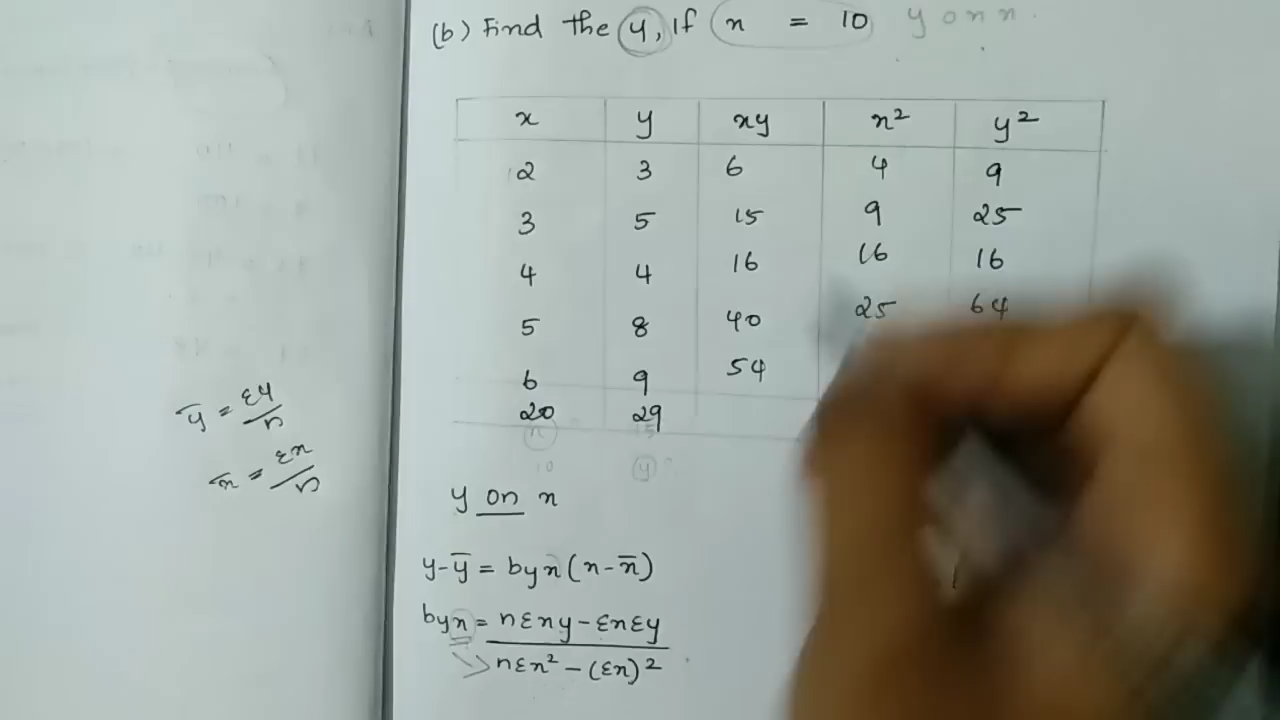 (b) Find the y, If x = 10 y on x
x y xy x² y²
2 3 6 4 9
3 5 15 9 25
4 4 16 16 16
5 8 40 25 64
6 9 54
20 29
x
10 y
y on x
y - ȳ = byx (x - x̄)
byx = nΣxy - ΣxΣy
nΣx² - (Σx)²
ȳ = Σy
n
x̄ = Σx
n